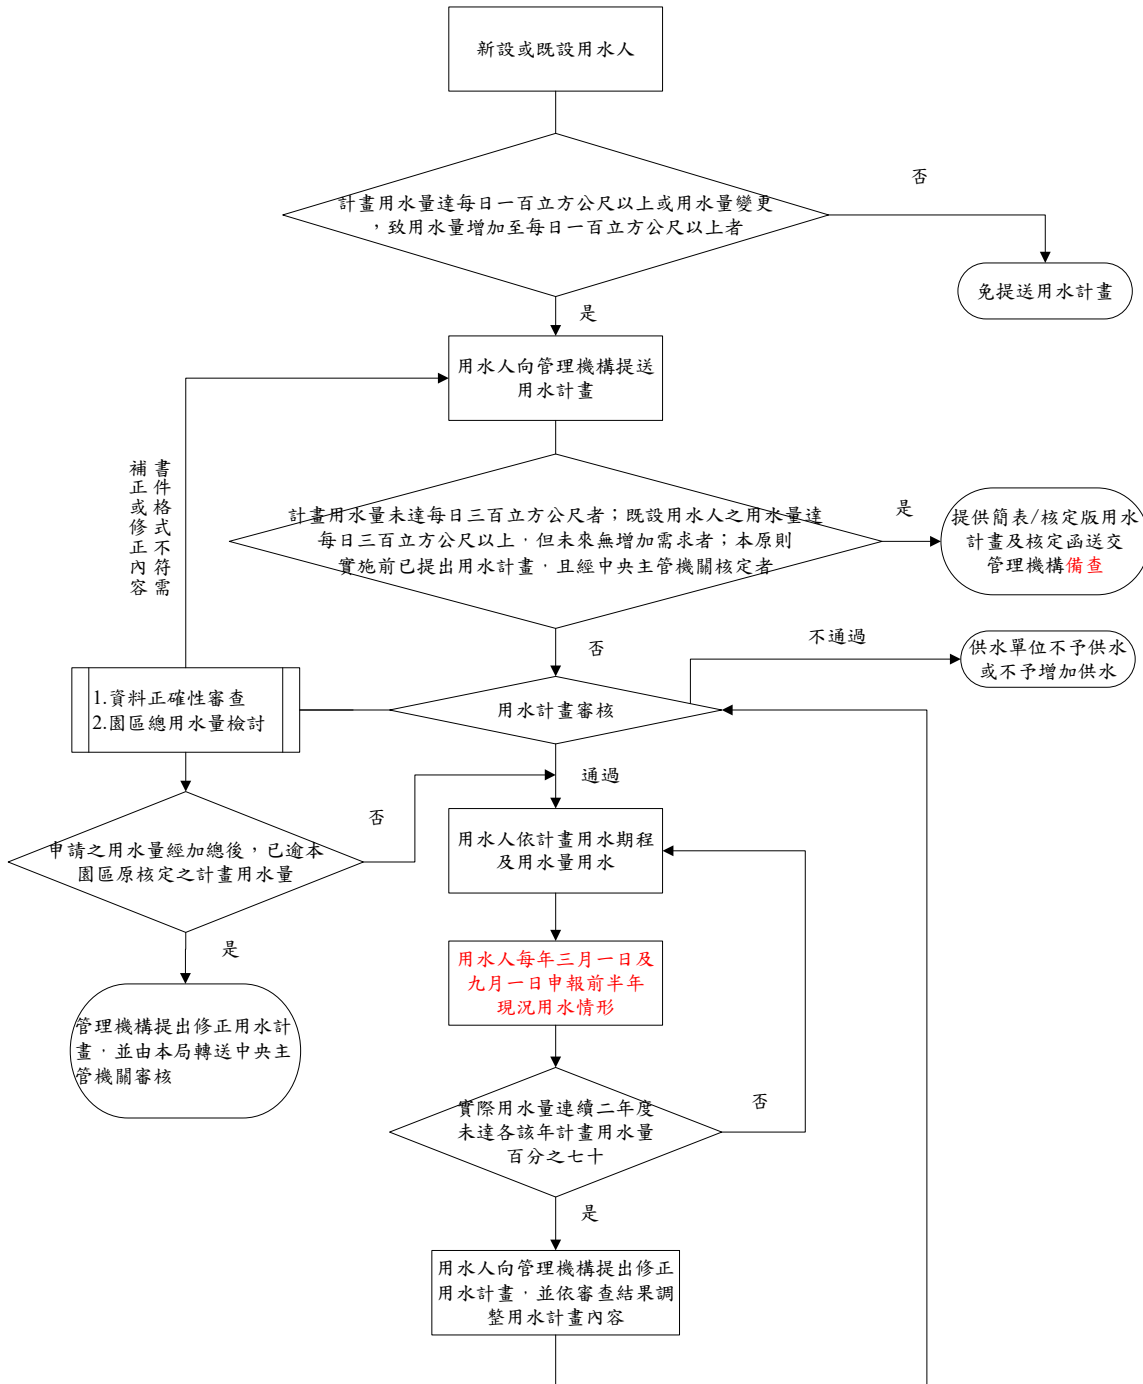 新設或既設用水人
計畫用水量達每日一百立方公尺以上或用水量變更
，致用水量增加至每日一百立方公尺以上者
否
免提送用水計畫
是
用水人向管理機構提送
用水計畫
書件格式不符需
補正或修正內容
計畫用水量未達每日三百立方公尺者；既設用水人之用水量達
每日三百立方公尺以上，但未來無增加需求者；本原則
實施前已提出用水計畫，且經中央主管機關核定者
是
提供簡表/核定版用水
計畫及核定函送交
管理機構備查
否
不通過
供水單位不予供水
或不予增加供水
1.資料正確性審查
2.園區總用水量檢討
用水計畫審核
通過
否
申請之用水量經加總後，已逾本
園區原核定之計畫用水量
用水人依計畫用水期程
及用水量用水
是
管理機構提出修正用水計
畫，並由本局轉送中央主
管機關審核
用水人每年三月一日及
九月一日申報前半年
現況用水情形
實際用水量連續二年度
未達各該年計畫用水量
百分之七十
否
是
用水人向管理機構提出修正
用水計畫，並依審查結果調
整用水計畫內容